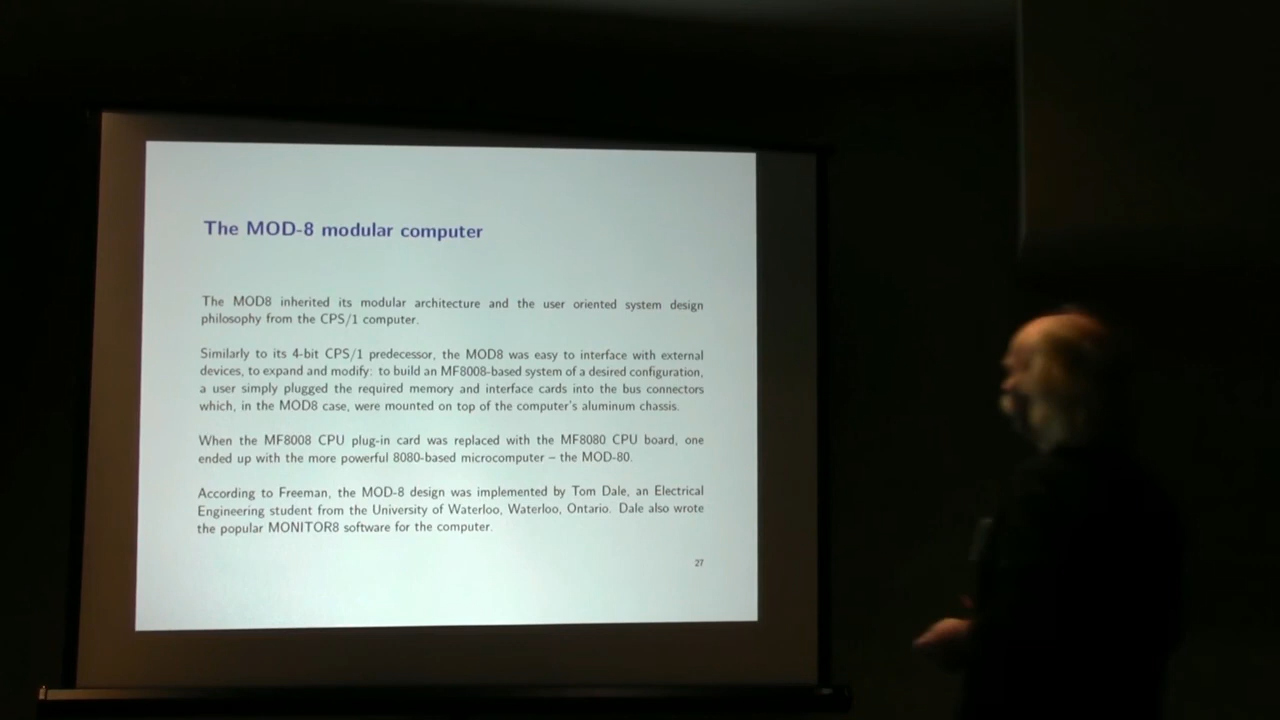 The MOD-8 modular computer
The MOD8 inherited its modular architecture and the user oriented system design
philosophy from the CPS/1 computer.
Similarly to its 4-bit CPS/1 predecessor, the MOD8 was easy to interface with external
devices, to expand and modify: to build an MF8008-based system of a desired configuration,
a user simply plugged the required memory and interface cards into the bus connectors
which, in the MOD8 case, were mounted on top of the computer's aluminum chassis.
When the MF8008 CPU plug-in card was replaced with the MF8080 CPU board, one
ended up with the more powerful 8080-based microcomputer – the MOD-80.
According to Freeman, the MOD-8 design was implemented by Tom Dale, an Electrical
Engineering student from the University of Waterloo, Waterloo, Ontario. Dale also wrote
the popular MONITOR8 software for the computer.
27